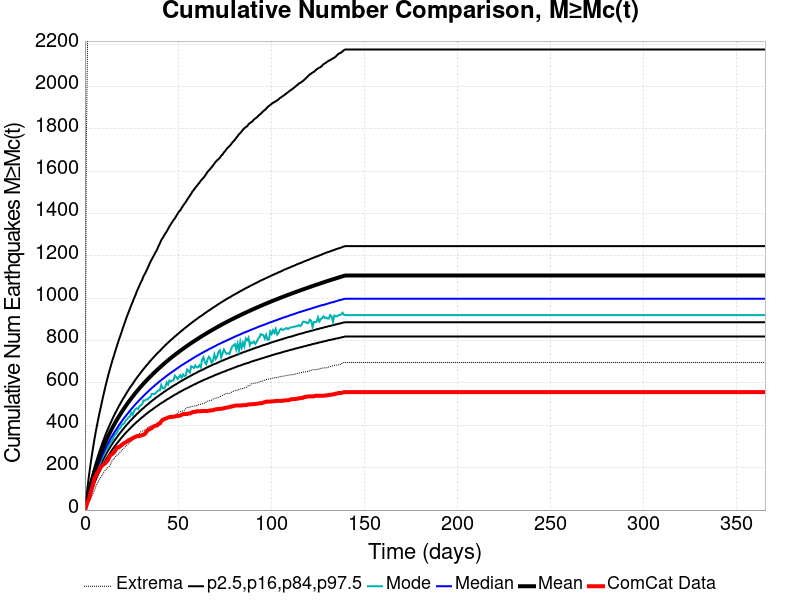 Cumulative Number Comparison, M≥Mc(t)
Cumulative Num Earthquakes M≥Mc(t)
2200
2000
1800
1600
1400
1200
1000
800
600
400
200
0
0 50 100 150 200 250 300 350
Time (days)
Extrema p2.5,p16,p84,p97.5 Mode Median Mean ComCat Data